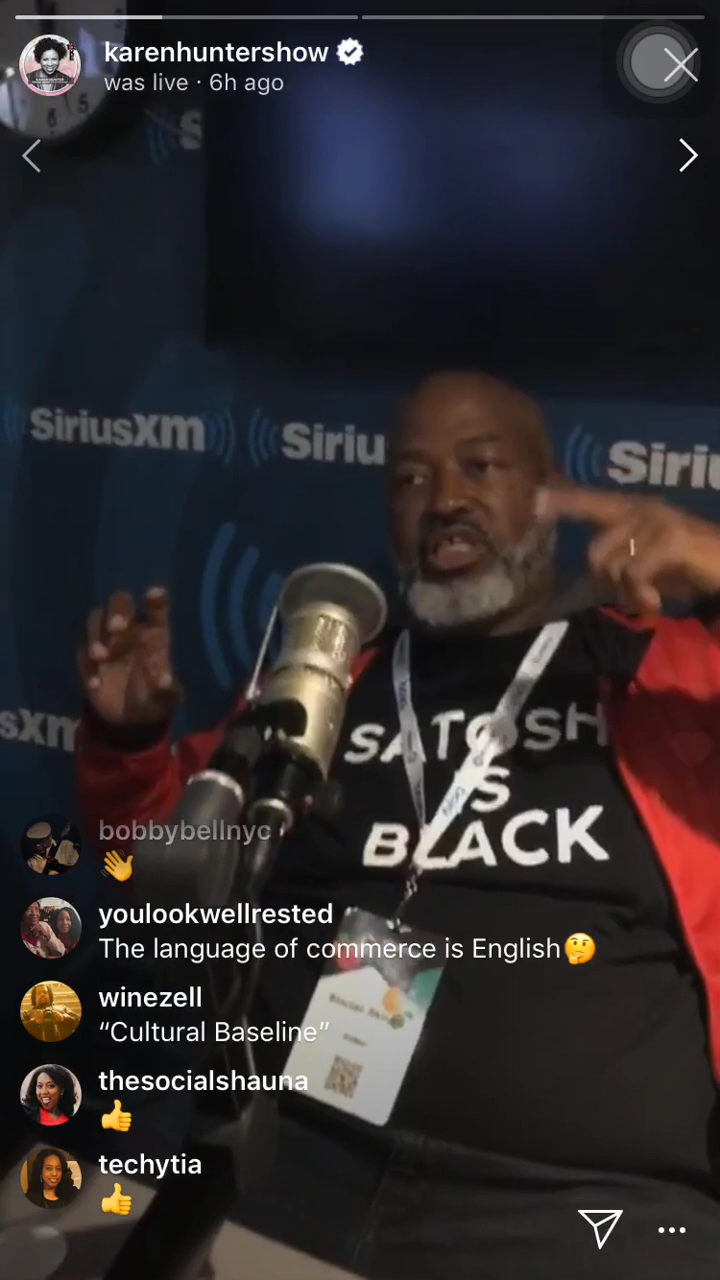 karenhuntershow
was live · 6h ago
S
SiriusXM
Siriu
Siri
sxm
SATOSH
IS
BLACK
bobbybellnyc
👋
youlookwellrested
The language of commerce is English🤔
winezell
“Cultural Baseline”
thesocialshauna
👍
techytia
👍